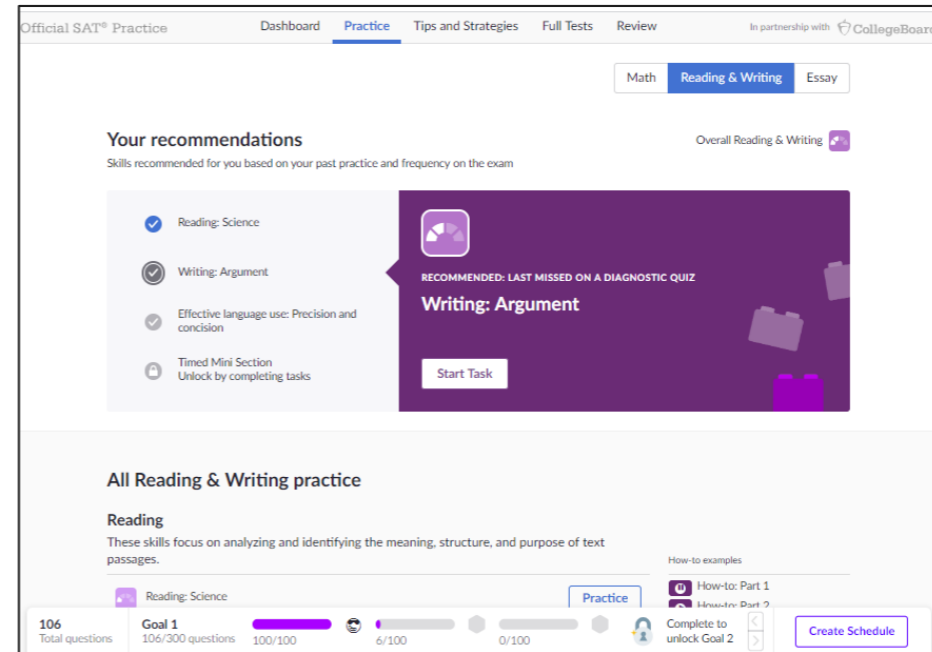 Official SAT® Practice
Dashboard
Practice
Tips and Strategies
Full Tests
Review
In partnership with
CollegeBoard
Math
Reading & Writing
Essay
Your recommendations
Overall Reading & Writing
Skills recommended for you based on your past practice and frequency on the exam
Reading: Science
Writing: Argument
Effective language use: Precision and
concision
Timed Mini Section
Unlock by completing tasks
RECOMMENDED: LAST MISSED ON A DIAGNOSTIC QUIZ
Writing: Argument
Start Task
All Reading & Writing practice
Reading
These skills focus on analyzing and identifying the meaning, structure, and purpose of text
passages.
How-to examples
Reading: Science
Practice
How-to: Part 1
How-to: Part 2
106
Total questions
Goal 1
106/300 questions
100/100
6/100
0/100
Complete to
unlock Goal 2
Create Schedule